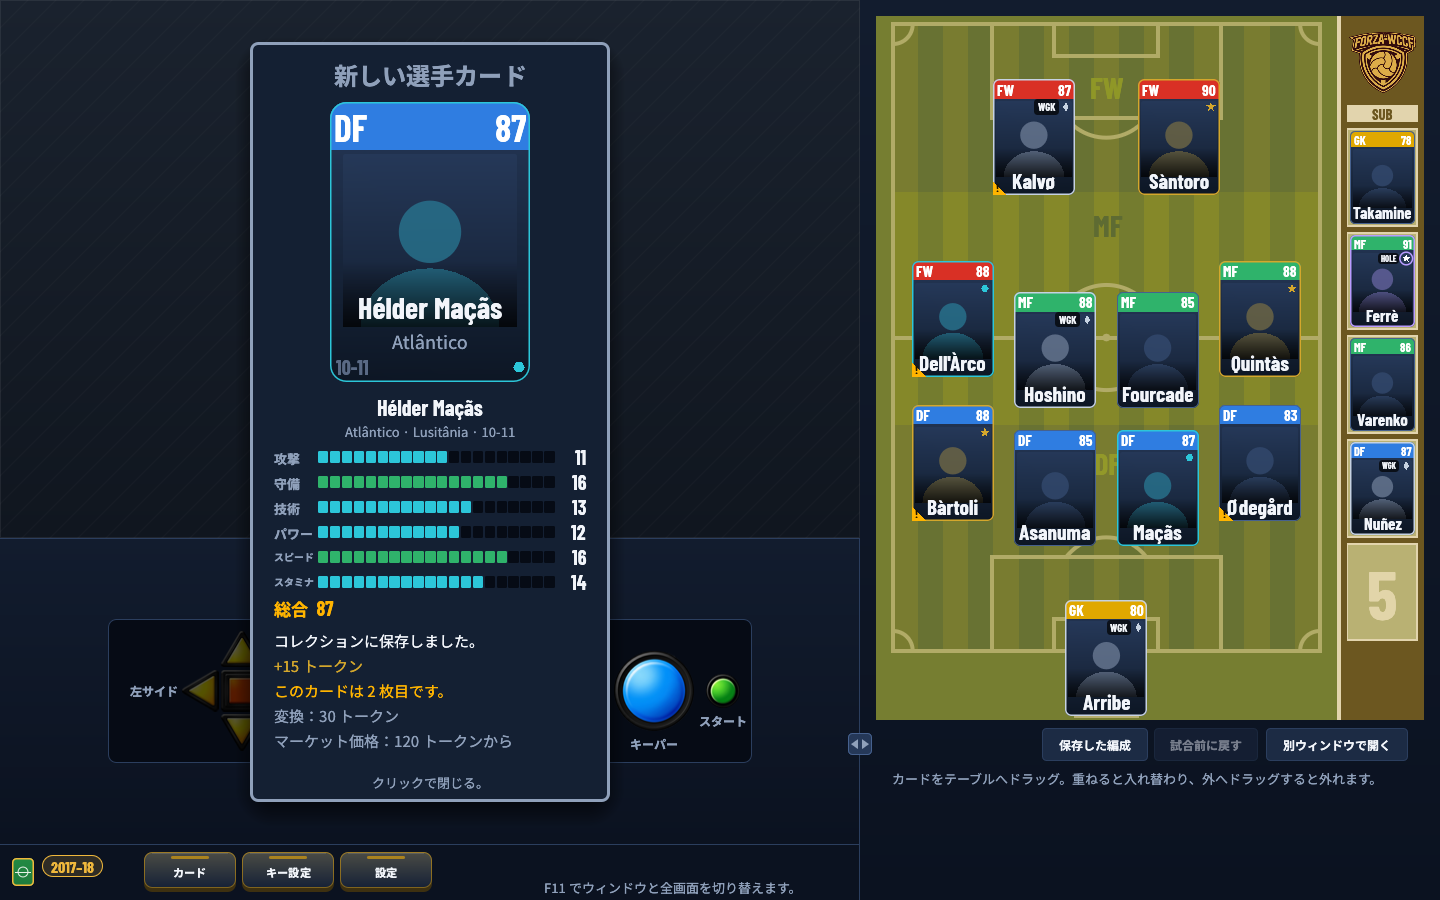 新しい選手カード
DF 87
Hélder Maçãs
Atlântico
10-11
Hélder Maçãs
Atlântico · Lusitânia · 10-11
攻撃 11
守備 16
技術 13
パワー 12
スピード 16
スタミナ 14
総合 87
コレクションに保存しました。
+15 トークン
このカードは 2 枚目です。
変換：30 トークン
マーケット価格：120 トークンから
クリックで閉じる。
左サイド
キーパー
スタート
2017-18
カード
キー設定
設定
F11 でウィンドウと全画面を切り替えます。
FW
FW 87
WGK
Kalvø
FW 90
Sàntoro
MF
FW 88
Dell'Àrco
MF 88
WGK
Hoshino
MF 85
Fourcade
MF 88
Quintàs
DF
DF 88
Bàrtoli
DF 85
Asanuma
DF 87
Maçãs
DF 83
Ødegård
GK 80
WGK
Arribe
FORZA-WCCF
SUB
GK 78
Takamine
MF 91
HOLE
Ferrè
MF 86
Varenko
DF 87
WGK
Nuñez
5
保存した編成
試合前に戻す
別ウィンドウで開く
カードをテーブルへドラッグ。重ねると入れ替わり、外へドラッグすると外れます。